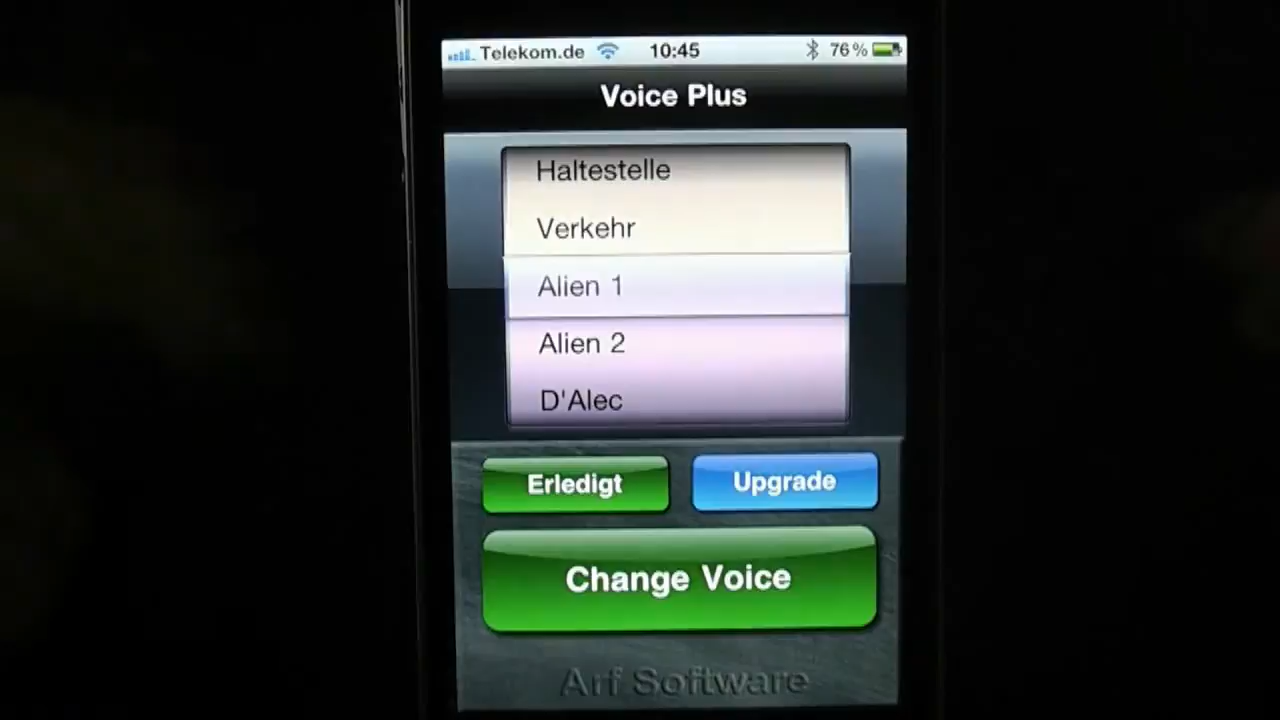 Telekom.de 10:45 76%
Voice Plus
Haltestelle
Verkehr
Alien 1
Alien 2
D'Alec
Erledigt Upgrade
Change Voice
Arf Software